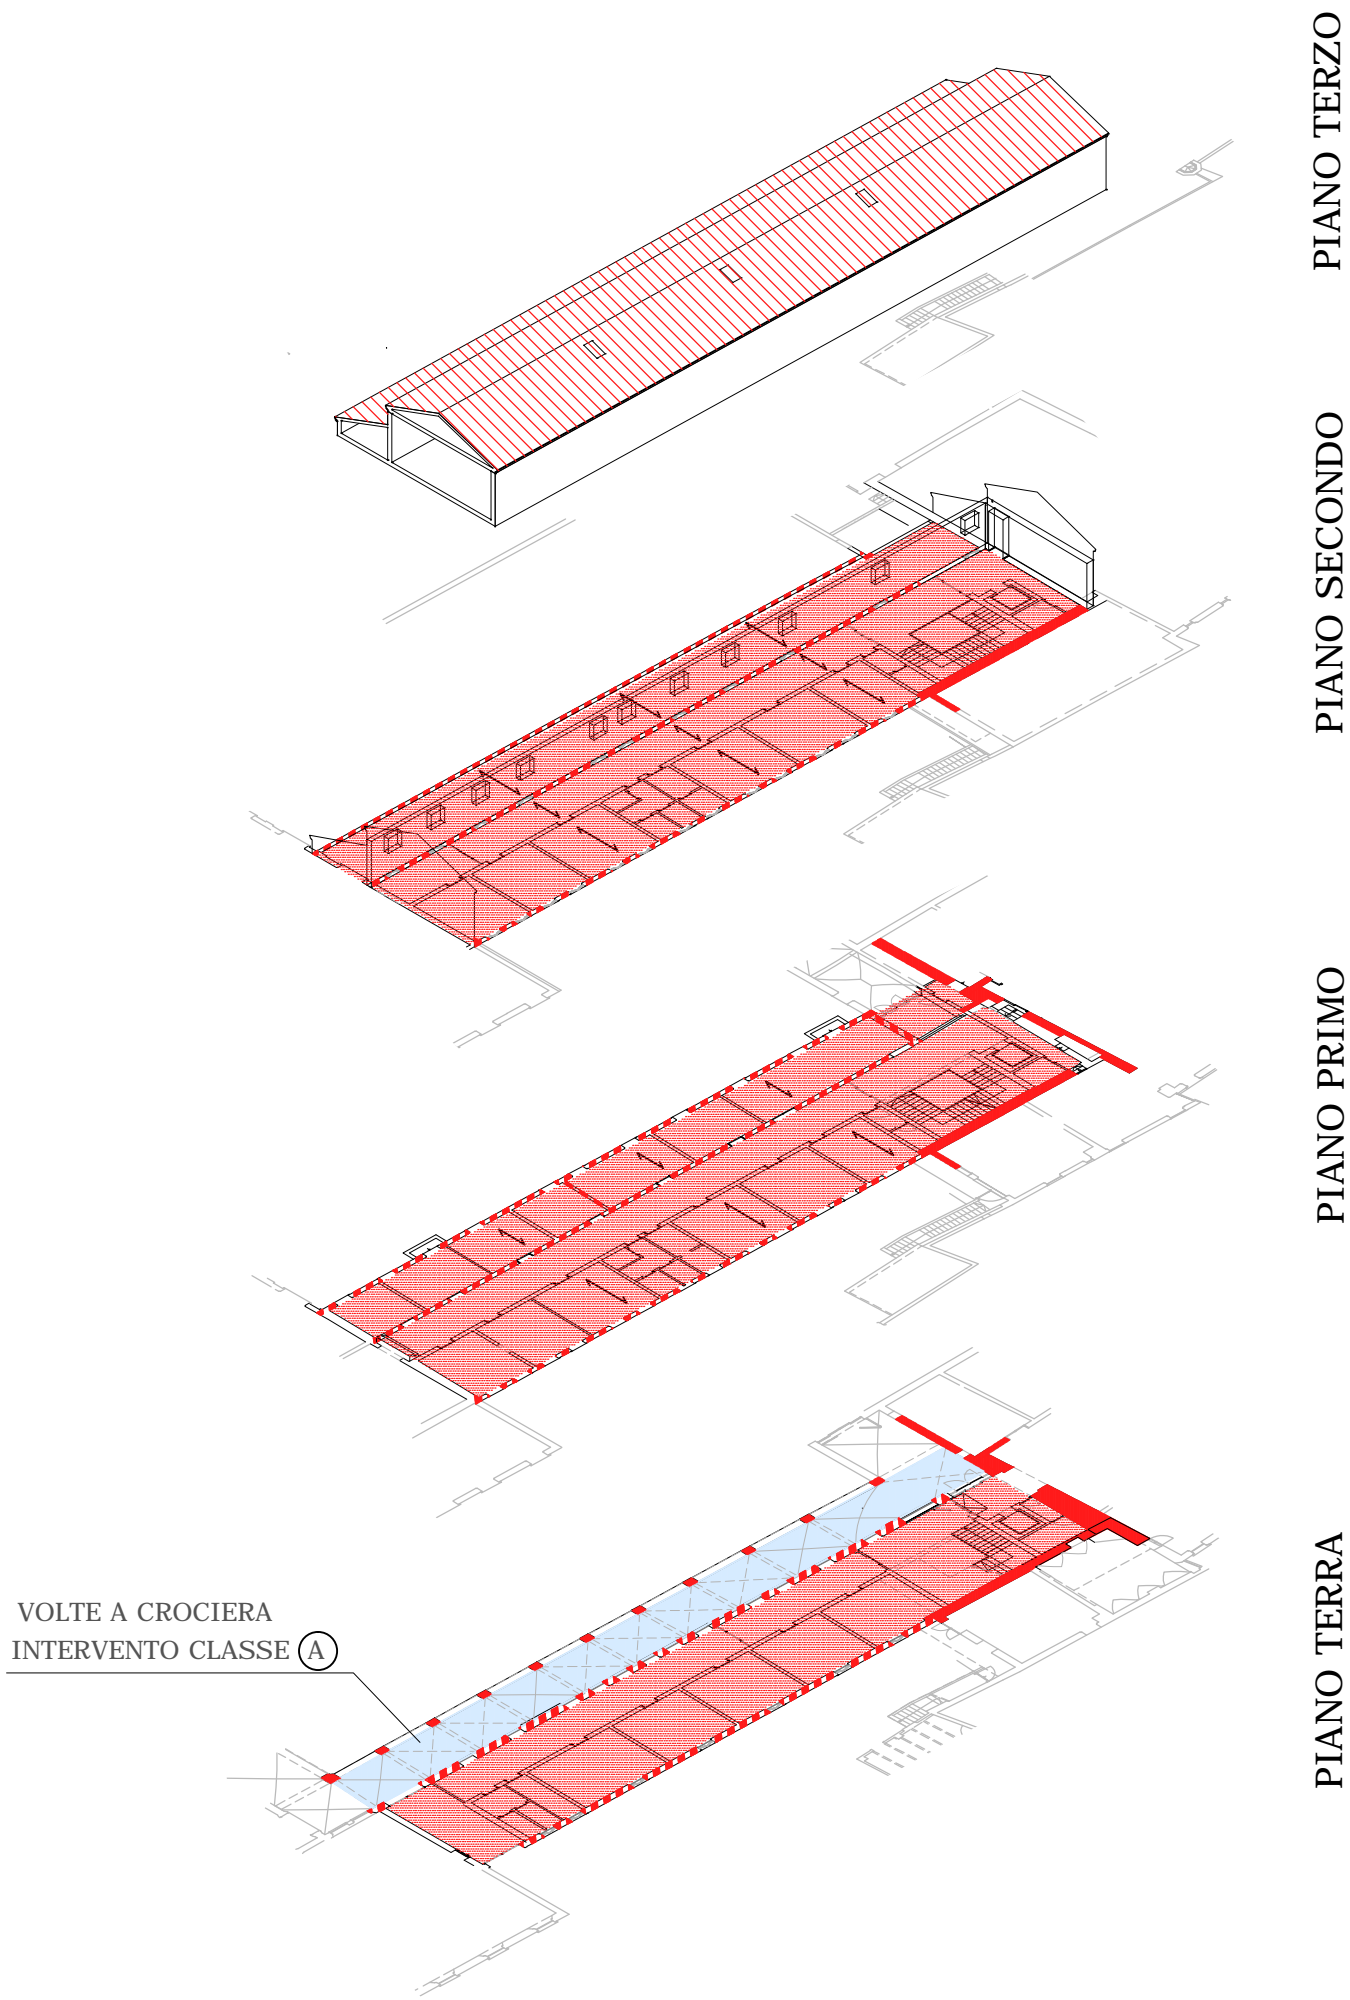 PIANO TERZO
PIANO SECONDO
PIANO PRIMO
VOLTE A CROCIERA
INTERVENTO CLASSE A
PIANO TERRA